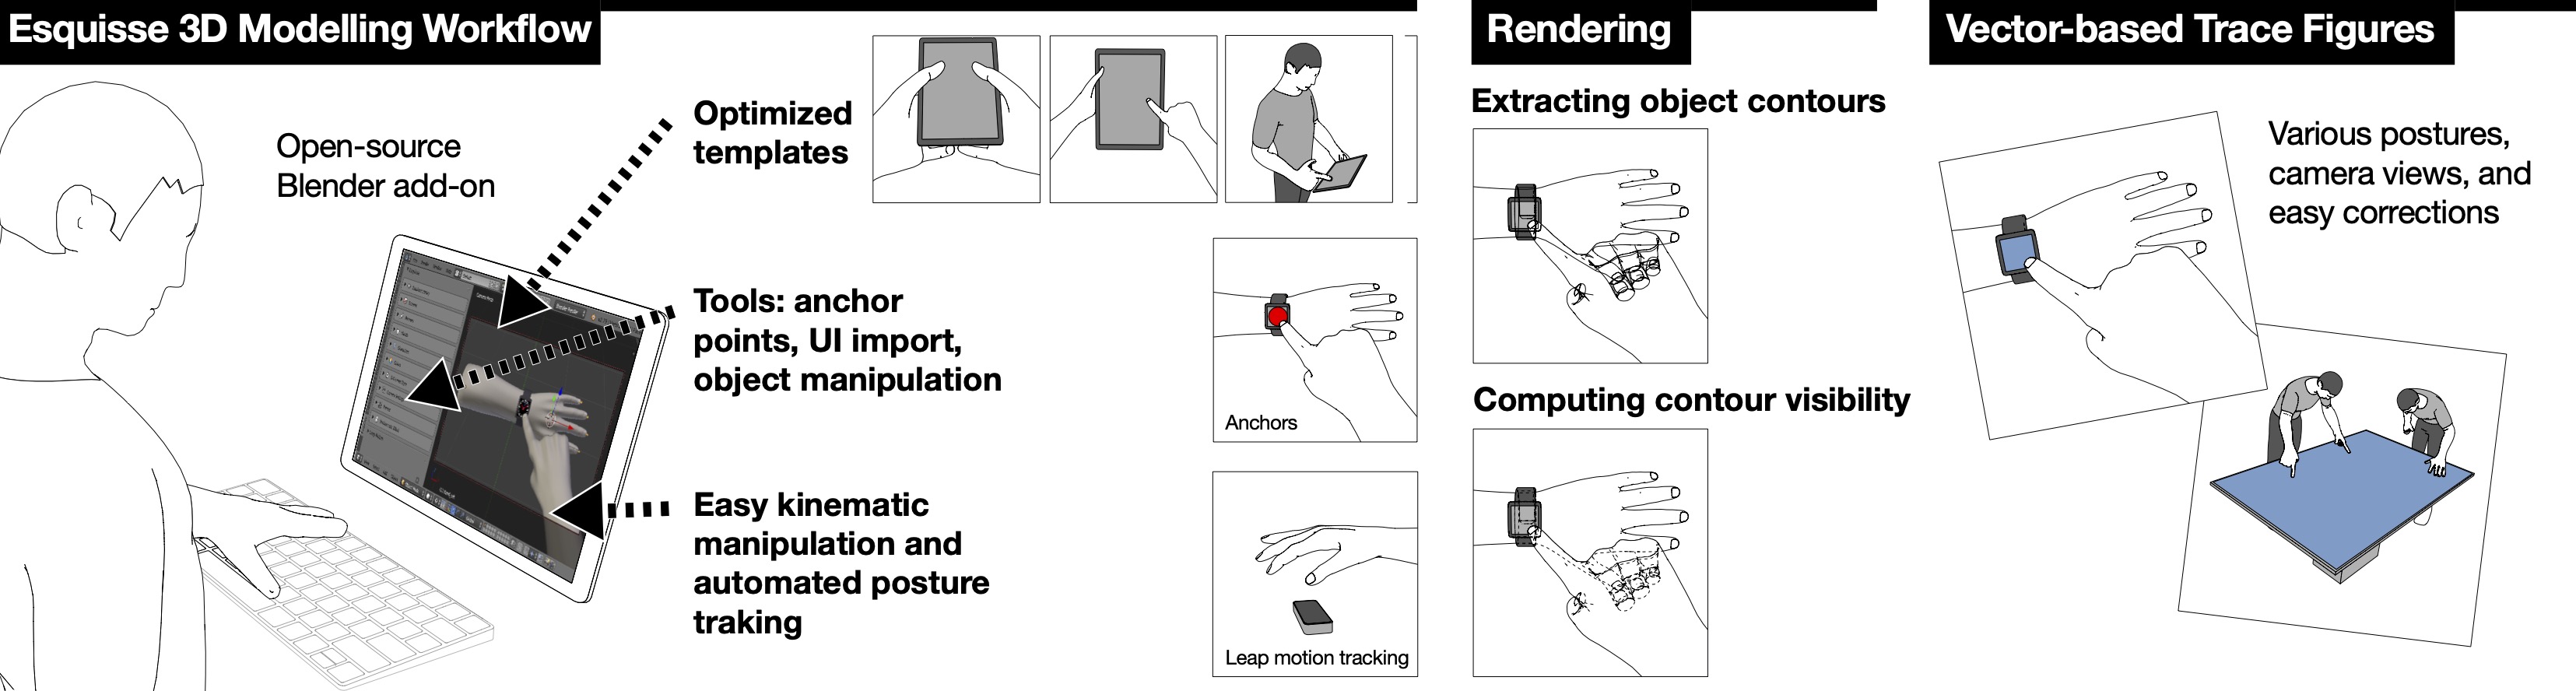 Esquisse 3D Modelling Workflow
Open-source
Blender add-on
Optimized
templates
Tools: anchor
points, UI import,
object manipulation
Easy kinematic
manipulation and
automated posture
traking
Anchors
Leap motion tracking
Rendering
Extracting object contours
Computing contour visibility
Vector-based Trace Figures
Various postures,
camera views, and
easy corrections